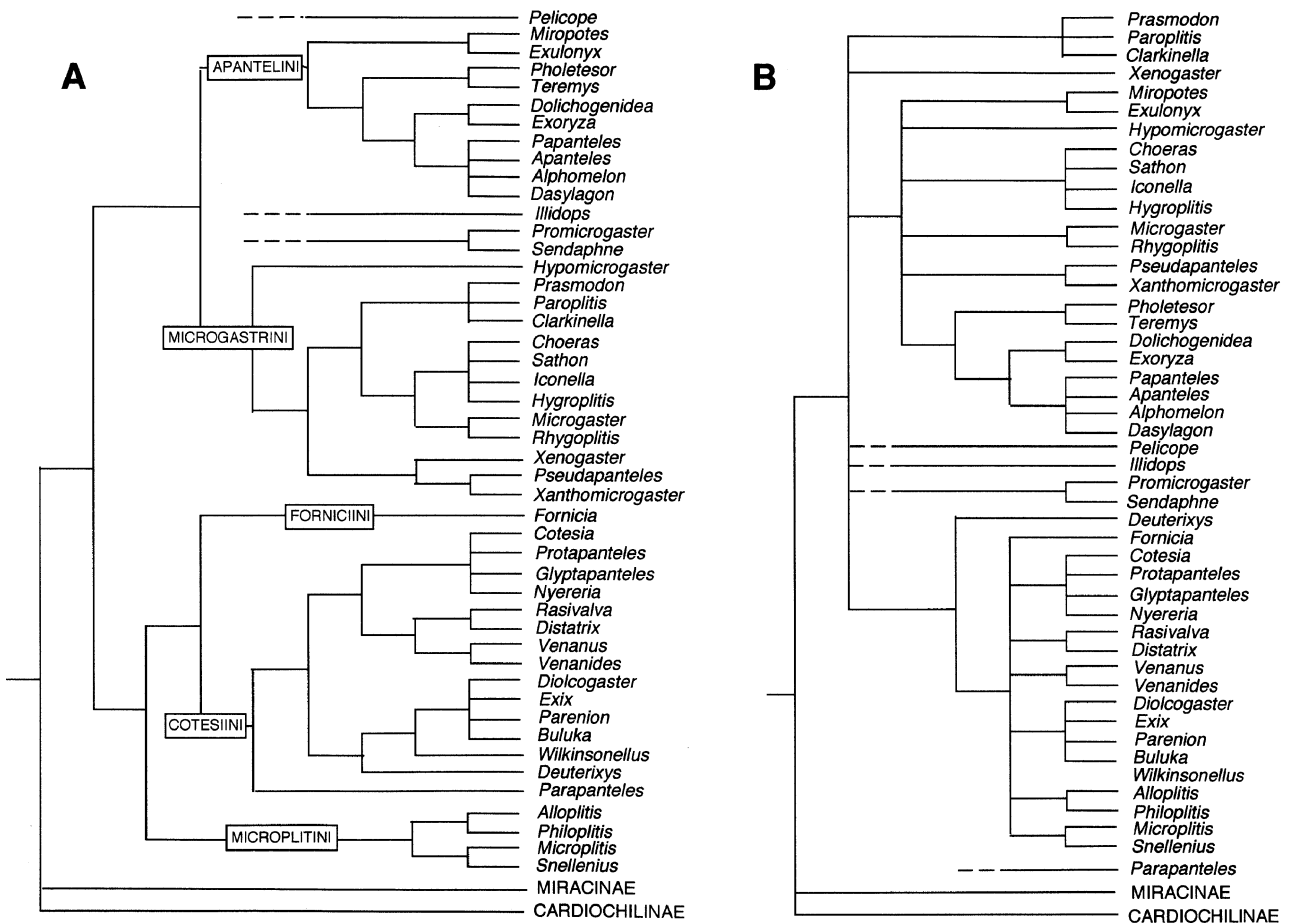 A
Pelicope
Miropotes
Exulonyx
APANTELINI
Pholetesor
Teremys
Dolichogenidea
Exoryza
Papanteles
Apanteles
Alphomelon
Dasylagon
Illidops
Promicrogaster
Sendaphne
Hypomicrogaster
Prasmodon
Paroplitis
Clarkinella
MICROGASTRINI
Choeras
Sathon
Iconella
Hygroplitis
Microgaster
Rhygoplitis
Xenogaster
Pseudapanteles
Xanthomicrogaster
FORNICIINI
Fornicia
Cotesia
Protapanteles
Glyptapanteles
Nyereria
Rasivalva
Distatrix
Venanus
Venanides
Diolcogaster
Exix
Parenion
COTESIINI
Buluka
Wilkinsonellus
Deuterixys
Parapanteles
Alloplitis
Philoplitis
MICROPLITINI
Microplitis
Snellenius
MIRACINAE
CARDIOCHILINAE
B
Prasmodon
Paroplitis
Clarkinella
Xenogaster
Miropotes
Exulonyx
Hypomicrogaster
Choeras
Sathon
Iconella
Hygroplitis
Microgaster
Rhygoplitis
Pseudapanteles
Xanthomicrogaster
Pholetesor
Teremys
Dolichogenidea
Exoryza
Papanteles
Apanteles
Alphomelon
Dasylagon
Pelicope
Illidops
Promicrogaster
Sendaphne
Deuterixys
Fornicia
Cotesia
Protapanteles
Glyptapanteles
Nyereria
Rasivalva
Distatrix
Venanus
Venanides
Diolcogaster
Exix
Parenion
Buluka
Wilkinsonellus
Alloplitis
Philoplitis
Microplitis
Snellenius
Parapanteles
MIRACINAE
CARDIOCHILINAE